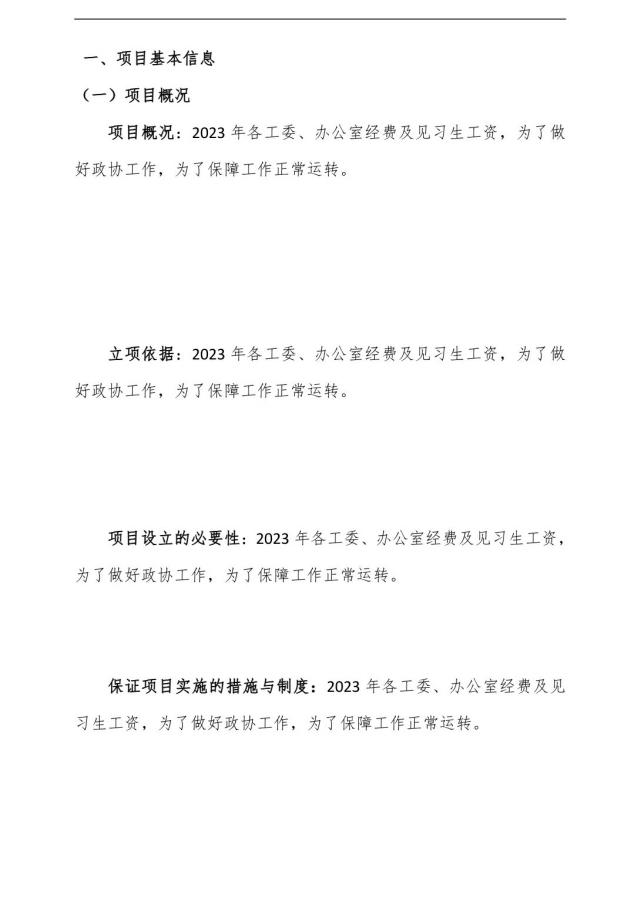 一、项目基本信息
（一）项目概况
项目概况：2023 年各工委、办公室经费及见习生工资，为了做
好政协工作，为了保障工作正常运转。
立项依据：2023 年各工委、办公室经费及见习生工资，为了做
好政协工作，为了保障工作正常运转。
项目设立的必要性：2023 年各工委、办公室经费及见习生工资，
为了做好政协工作，为了保障工作正常运转。
保证项目实施的措施与制度：2023 年各工委、办公室经费及见
习生工资，为了做好政协工作，为了保障工作正常运转。